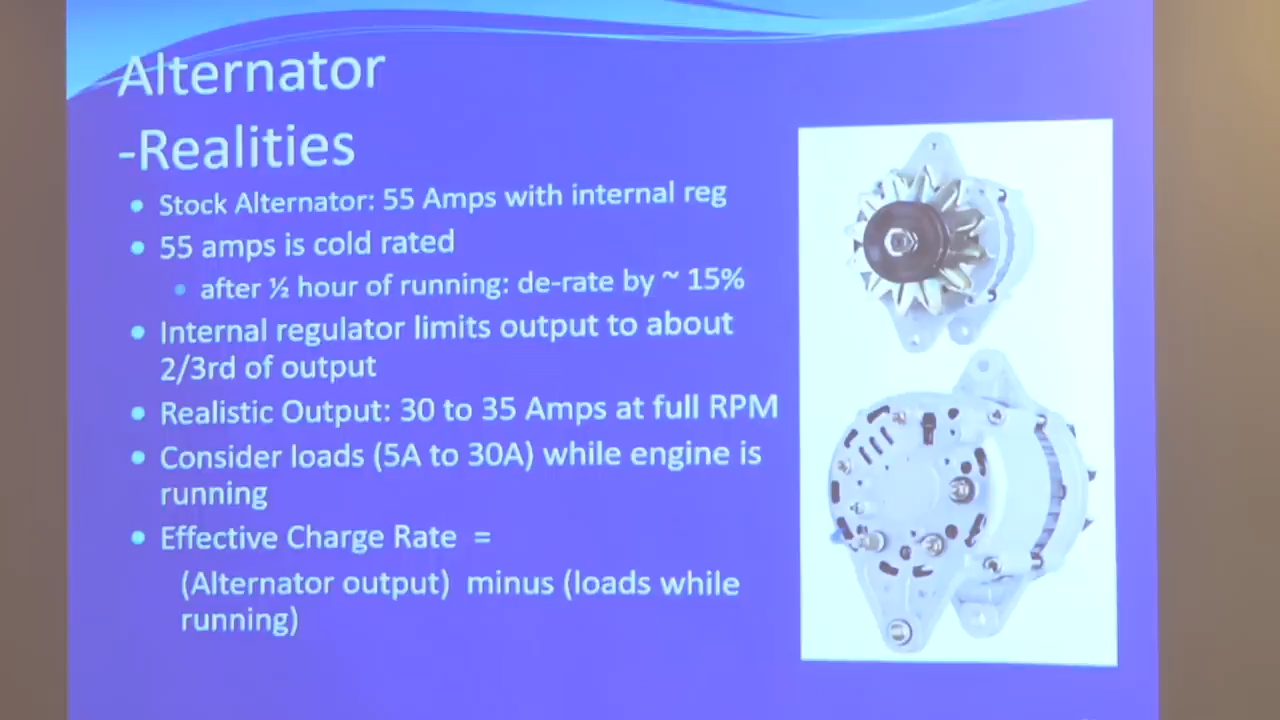 Alternator
-Realities
• Stock Alternator: 55 Amps with internal reg
• 55 amps is cold rated
• after ½ hour of running: de-rate by ~ 15%
• Internal regulator limits output to about
2/3rd of output
• Realistic Output: 30 to 35 Amps at full RPM
• Consider loads (5A to 30A) while engine is
running
• Effective Charge Rate =
(Alternator output) minus (loads while
running)